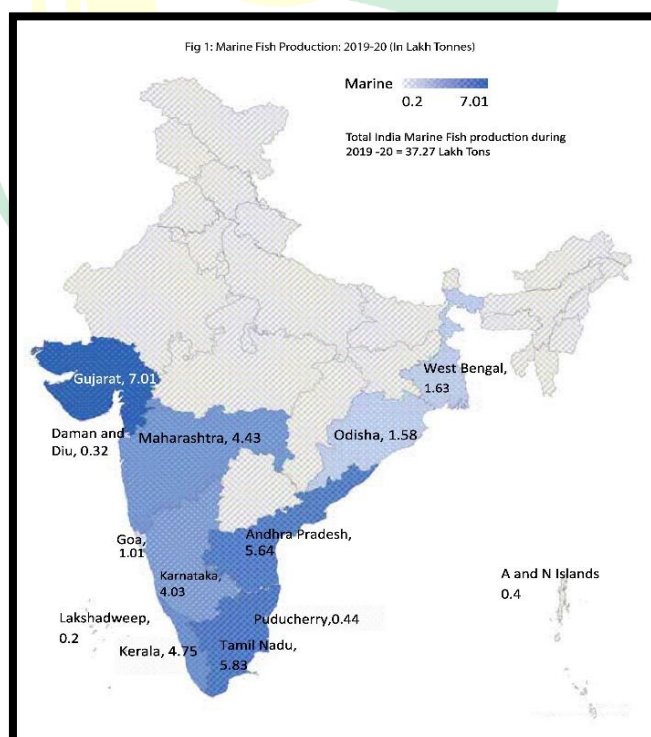 Fig 1: Marine Fish Production: 2019-20 (In Lakh Tonnes)
Marine
0.2 7.01
Total India Marine Fish production during
2019 -20 = 37.27 Lakh Tons
Gujarat, 7.01
West Bengal,
1.63
Daman and
Diu, 0.32
Maharashtra, 4.43
Odisha, 1.58
Goa,
1.01
Andhra Pradesh,
5.64
Karnataka,
4.03
A and N Islands
0.4
Lakshadweep,
0.2
Puducherry,0.44
Kerala, 4.75
Tamil Nadu,
5.83